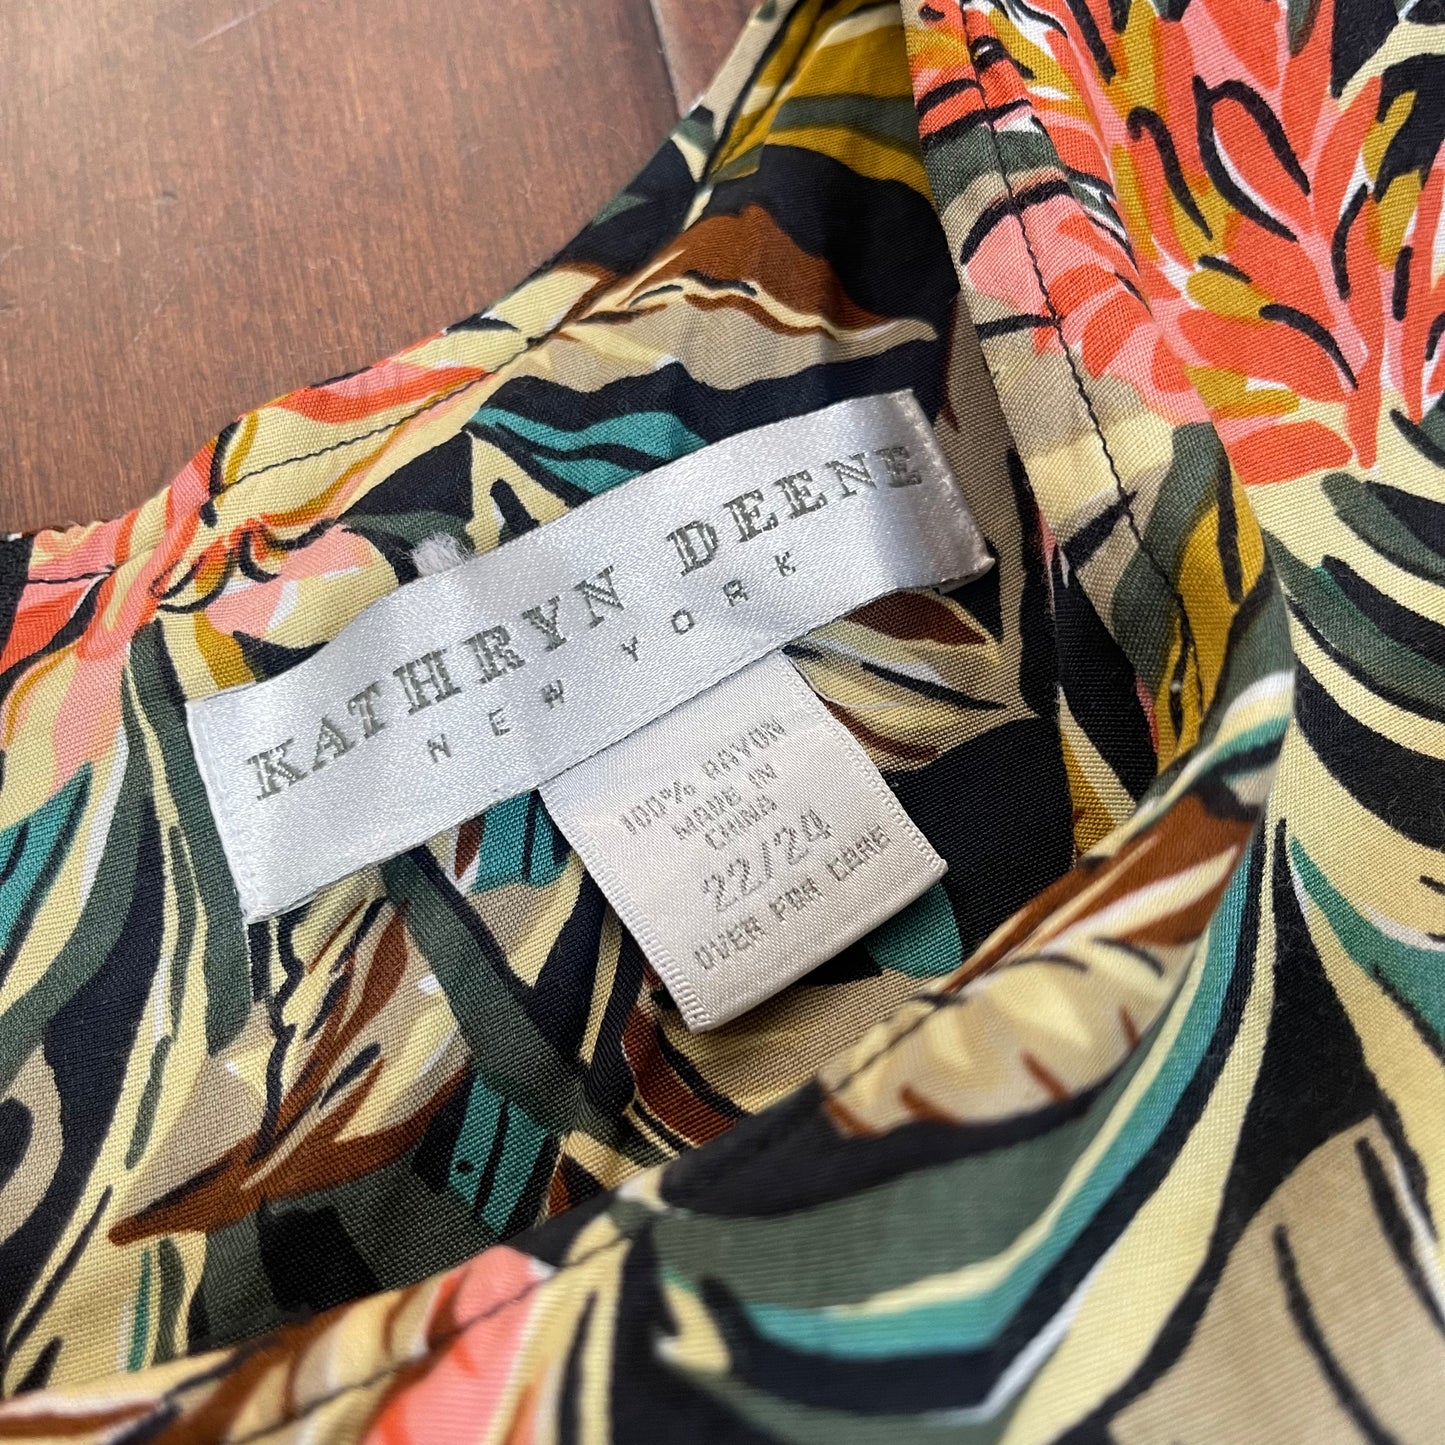 KATHRYN DEENE
NEW YORK
100% RAYON
MADE IN
CHINA
22/24
OVER FOR CARE